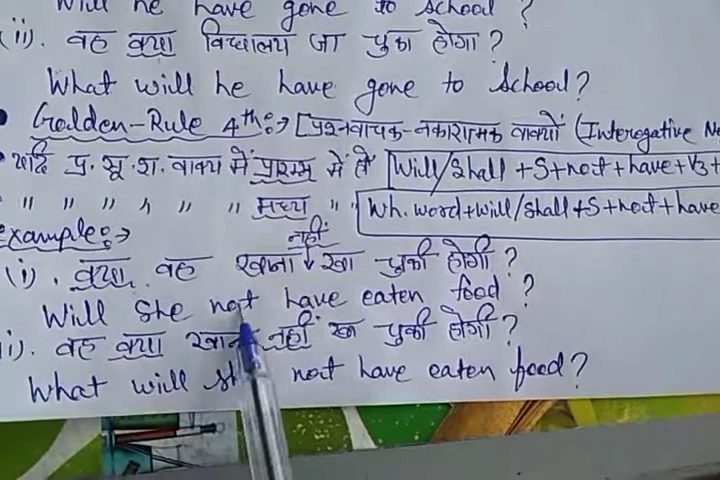 Will he have gone to School ?
(ii). वह क्या विद्यालय जा चुका होगा ?
What will he have gone to School?
• Golden-Rule 4th:→ [प्रश्नवाचक-नकारात्मक वाक्यों (Interogative
• यदि प्र. सू. श. वाक्य में प्रारम्भ में हो Will/Shall + S + not + have + V3 +
" " " " " " मध्य " " Wh. word + will/shall + S + not + have
Example:→
(i). क्या वह खाना नहीं खा चुकी होगी ?
Will She not have eaten food ?
ii). वह क्या खाना नहीं खा चुकी होगी ?
What will not have eaten food?